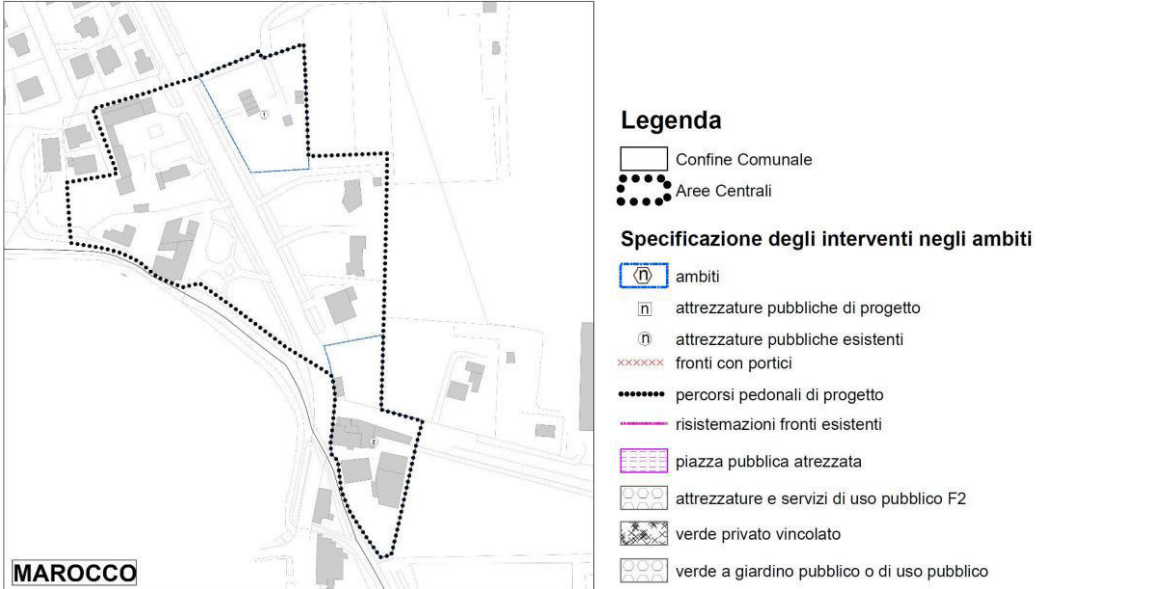 1
2
MAROCCO
Legenda
Confine Comunale
Aree Centrali
Specificazione degli interventi negli ambiti
n ambiti
n attrezzature pubbliche di progetto
n attrezzature pubbliche esistenti
fronti con portici
percorsi pedonali di progetto
risistemazioni fronti esistenti
piazza pubblica atrezzata
attrezzature e servizi di uso pubblico F2
verde privato vincolato
verde a giardino pubblico o di uso pubblico